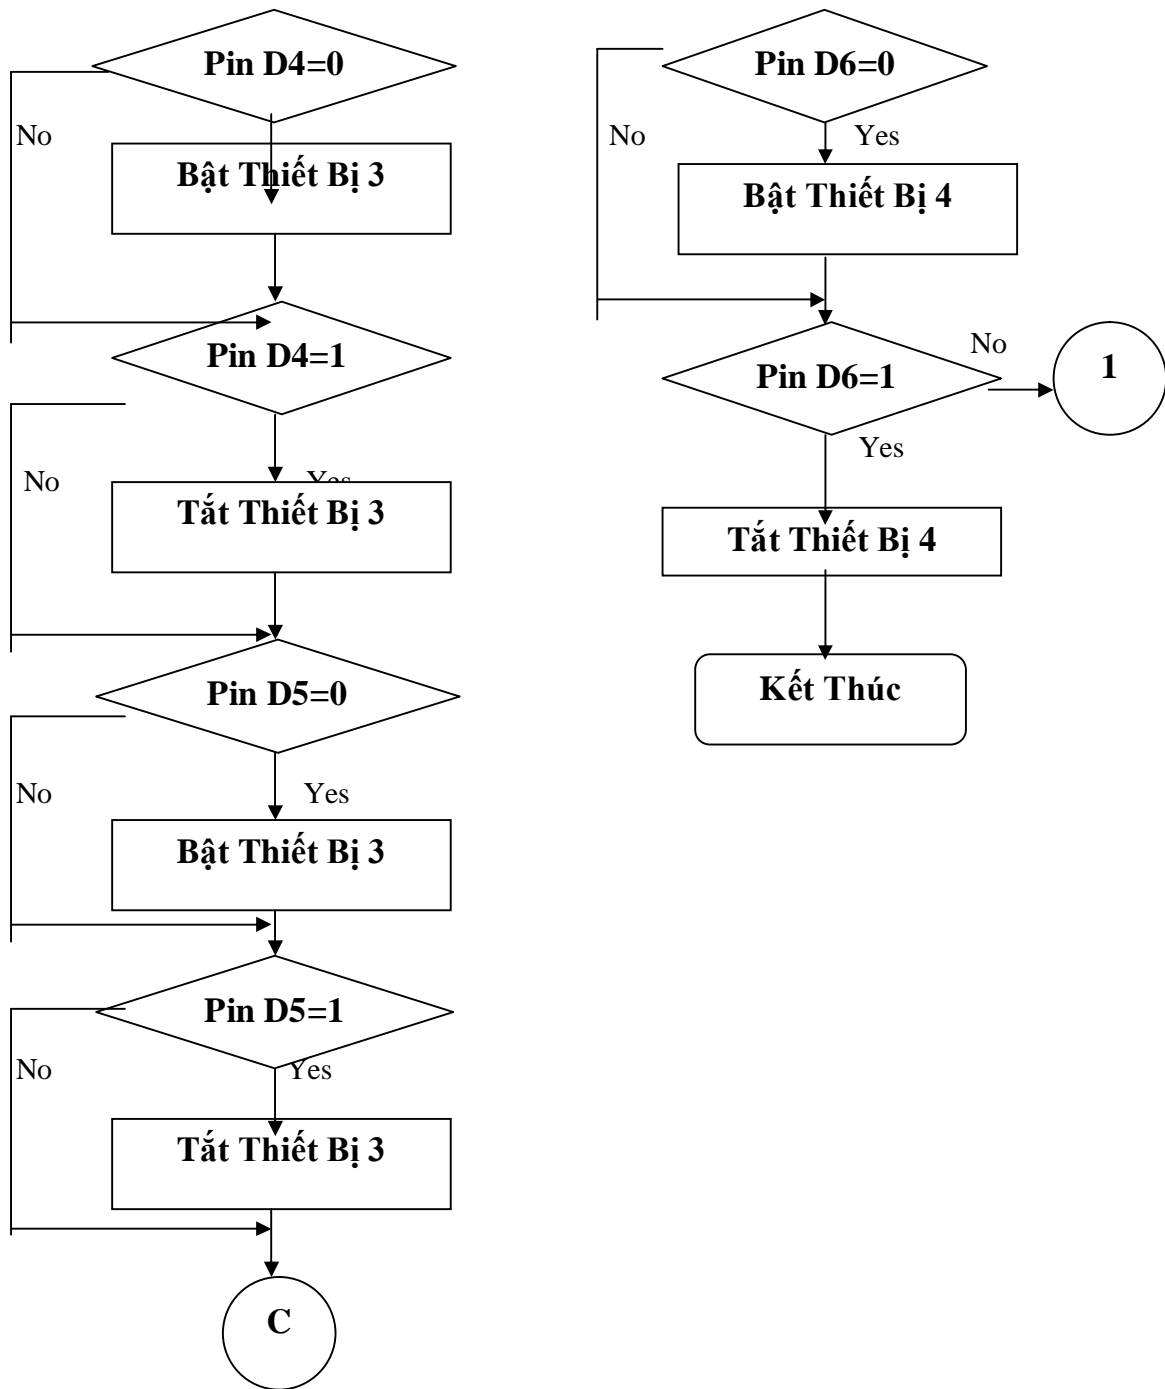 Pin D4=0
No
Bật Thiết Bị 3
Pin D4=1
No
Yes
Tắt Thiết Bị 3
Pin D5=0
No
Yes
Bật Thiết Bị 3
Pin D5=1
No
Yes
Tắt Thiết Bị 3
C
Pin D6=0
No
Yes
Bật Thiết Bị 4
Pin D6=1
No
1
Yes
Tắt Thiết Bị 4
Kết Thúc